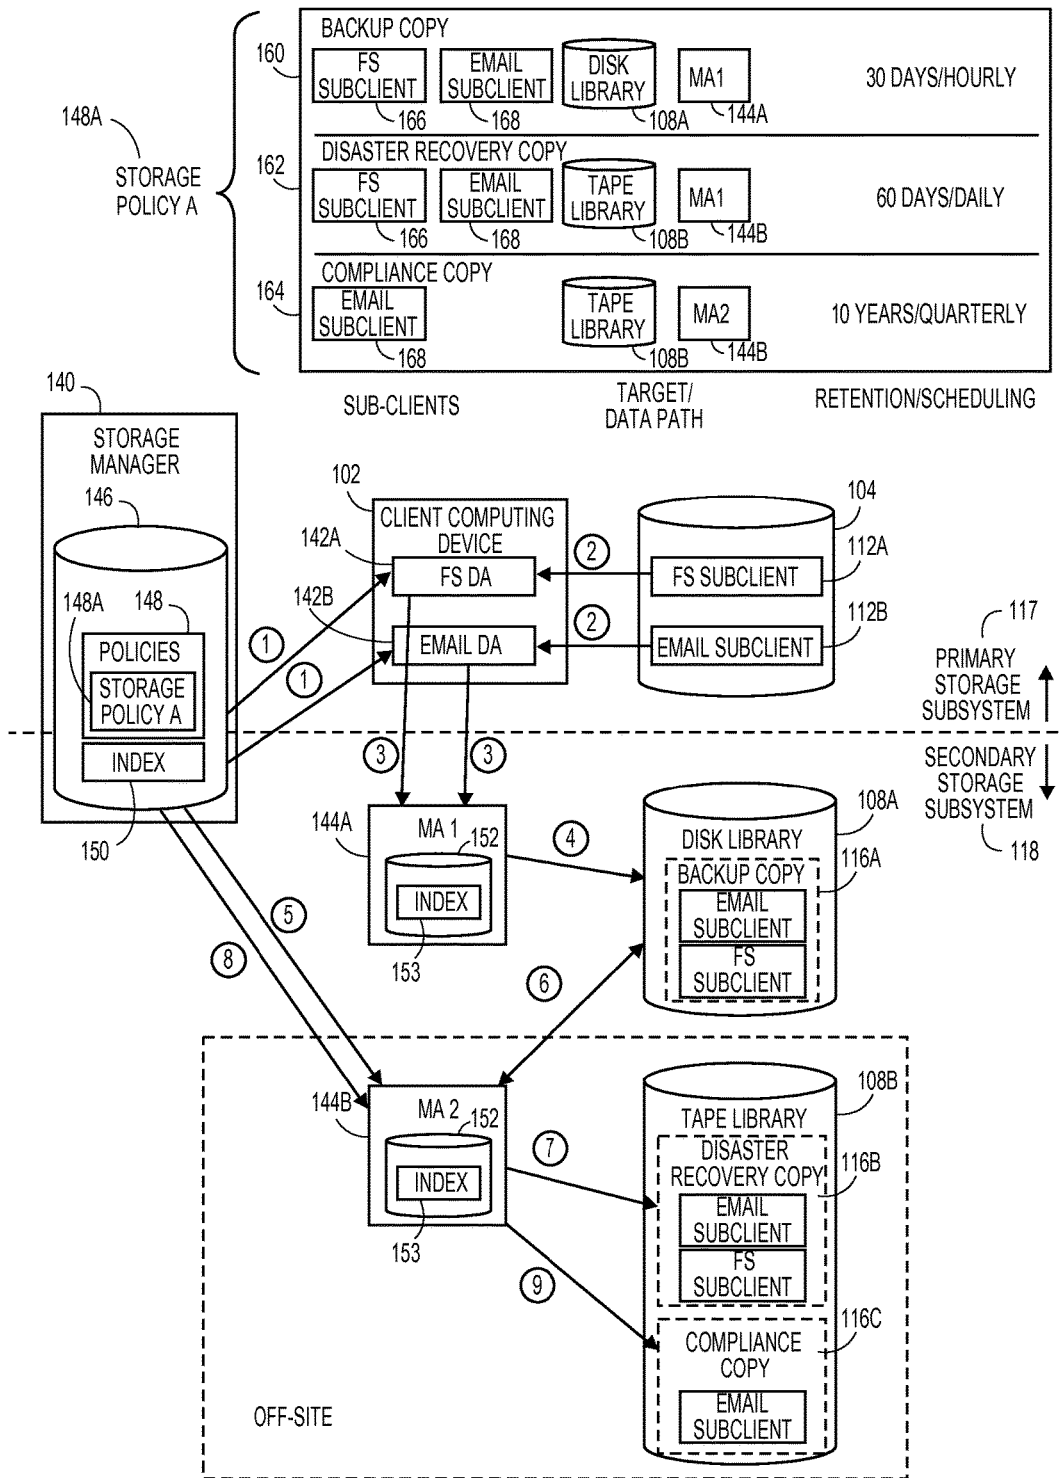 BACKUP COPY
160
FS
SUBCLIENT
166
EMAIL
SUBCLIENT
168
DISK
LIBRARY
108A
MA1
144A
30 DAYS/HOURLY
148A
STORAGE
POLICY A
DISASTER RECOVERY COPY
162
FS
SUBCLIENT
166
EMAIL
SUBCLIENT
168
TAPE
LIBRARY
108B
MA1
144B
60 DAYS/DAILY
COMPLIANCE COPY
164
EMAIL
SUBCLIENT
168
TAPE
LIBRARY
108B
MA2
144B
10 YEARS/QUARTERLY
SUB-CLIENTS
TARGET/
DATA PATH
RETENTION/SCHEDULING
140
STORAGE
MANAGER
146
148A
148
POLICIES
STORAGE
POLICY A
INDEX
150
102
CLIENT COMPUTING
DEVICE
142A
FS DA
142B
EMAIL DA
104
FS SUBCLIENT
112A
EMAIL SUBCLIENT
112B
1
1
2
2
117
PRIMARY
STORAGE
SUBSYSTEM
SECONDARY
STORAGE
SUBSYSTEM
118
3
3
144A
MA 1
152
INDEX
153
4
108A
DISK LIBRARY
BACKUP COPY
116A
EMAIL
SUBCLIENT
FS
SUBCLIENT
5
8
6
144B
MA 2
152
INDEX
153
7
9
108B
TAPE LIBRARY
DISASTER
RECOVERY COPY
116B
EMAIL
SUBCLIENT
FS
SUBCLIENT
116C
COMPLIANCE
COPY
EMAIL
SUBCLIENT
OFF-SITE